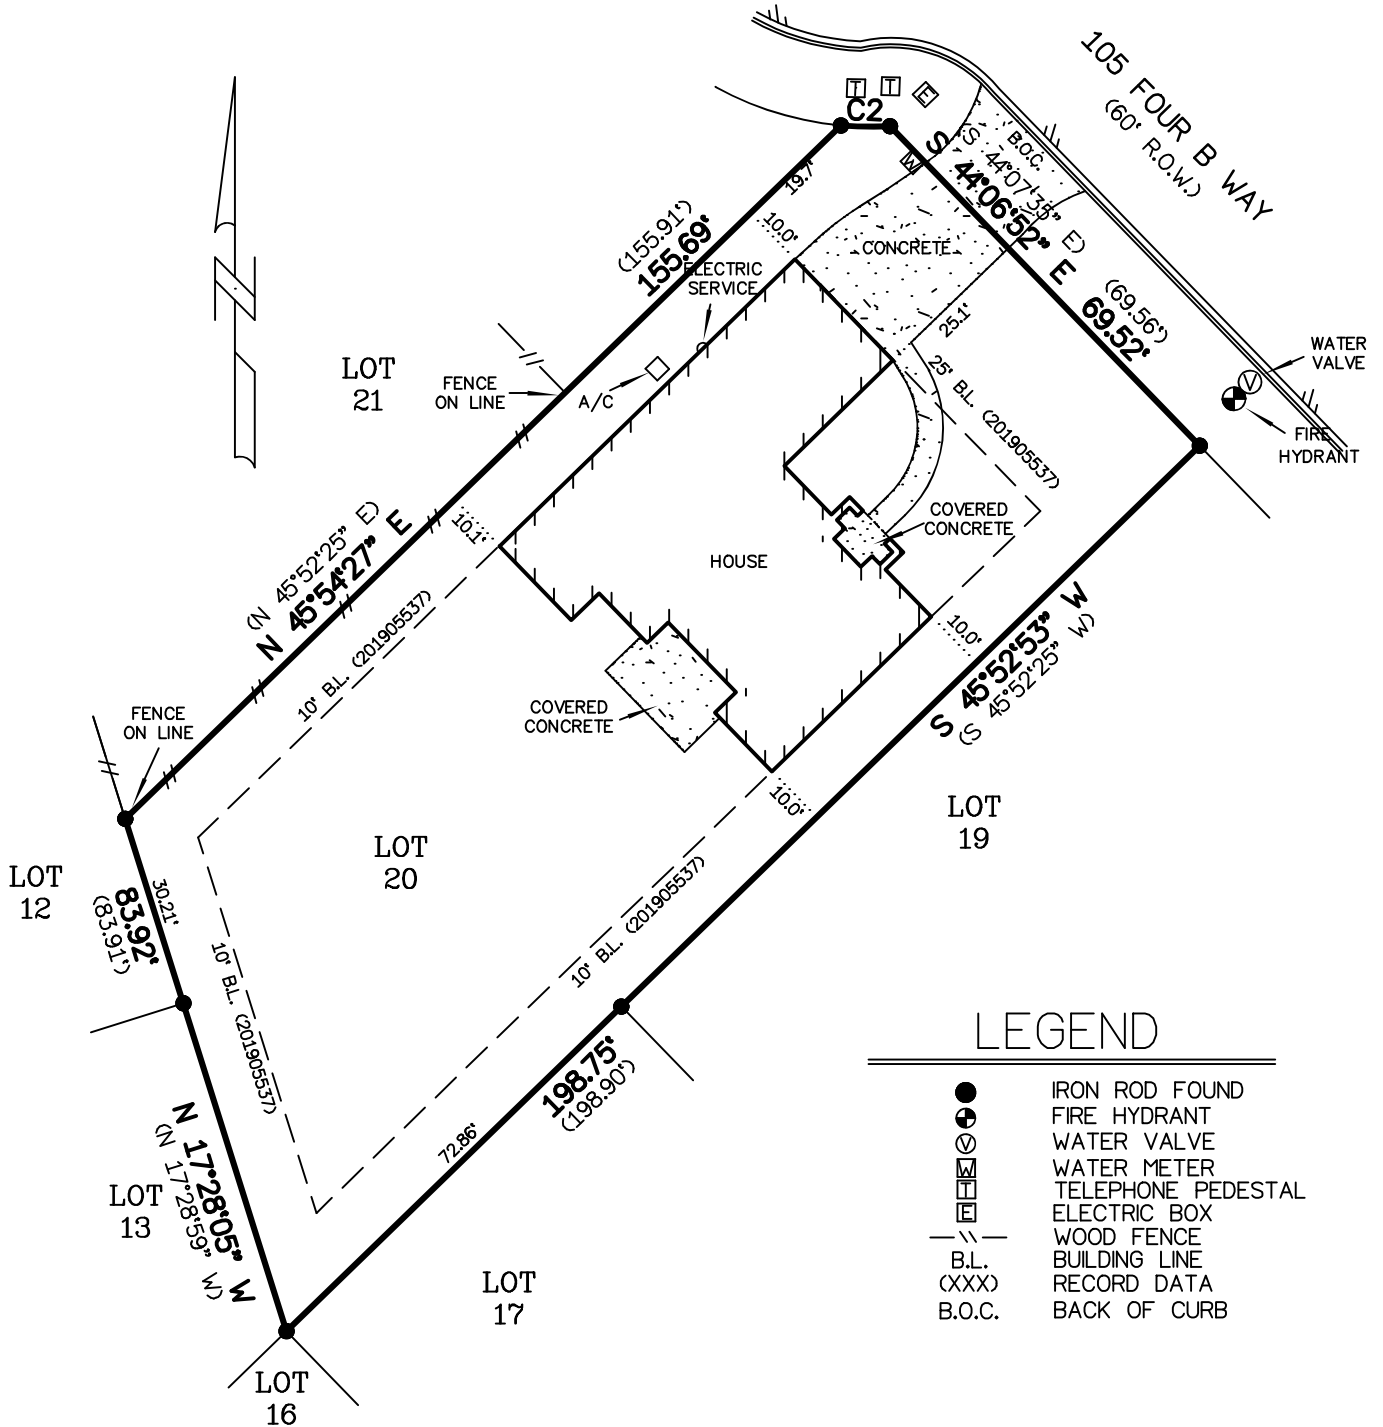 105 FOUR B WAY
(60' R.O.W.)
T
T
E
C2
W
B.O.C.
S 44°06'52" E 69.52'
(S 44°07'35" E) (69.56')
19.7'
10.0'
CONCRETE
(155.91')
155.69'
ELECTRIC
SERVICE
25.1'
25' B.L. (201905537)
WATER
VALVE
V
FIRE
HYDRANT
LOT
21
FENCE
ON LINE
A/C
COVERED
CONCRETE
HOUSE
10.1'
(N 45°52'25" E)
N 45°54'27" E
10' B.L. (201905537)
10.0'
S 45°52'53" W
(S 45°52'25" W)
COVERED
CONCRETE
FENCE
ON LINE
10.0'
LOT
19
LOT
20
LOT
12
30.21'
83.92'
(83.91')
10' B.L. (201905537)
10' B.L. (201905537)
198.75'
(198.90')
72.86'
N 17°28'05" W
(N 17°28'59" W)
LOT
13
LOT
17
LOT
16
LEGEND
IRON ROD FOUND
FIRE HYDRANT
V WATER VALVE
W WATER METER
T TELEPHONE PEDESTAL
E ELECTRIC BOX
WOOD FENCE
B.L. BUILDING LINE
(XXX) RECORD DATA
B.O.C. BACK OF CURB